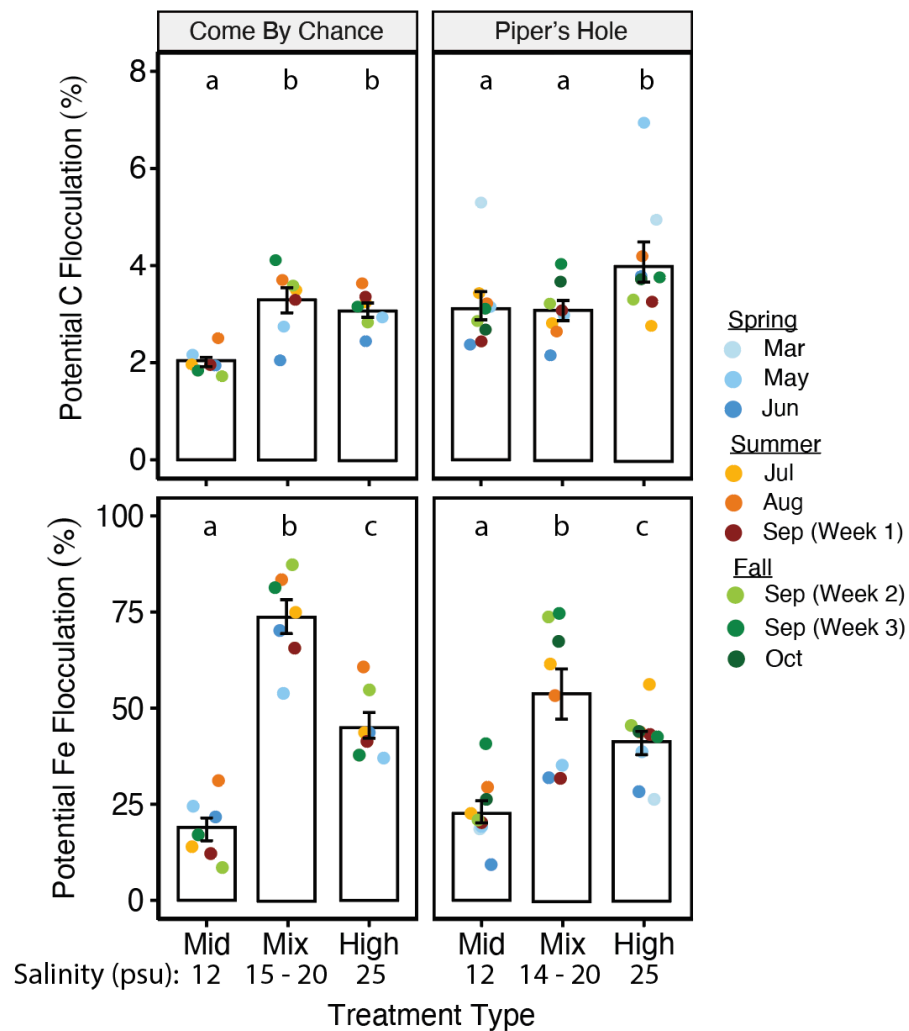 Come By Chance
Piper's Hole
Potential C Flocculation (%)
8
6
4
2
0
a b b
a a b
Potential Fe Flocculation (%)
100
75
50
25
0
a b c
a b c
Mid Mix High Mid Mix High
Salinity (psu): 12 15 - 20 25 12 14 - 20 25
Treatment Type
Spring
Mar
May
Jun
Summer
Jul
Aug
Sep (Week 1)
Fall
Sep (Week 2)
Sep (Week 3)
Oct